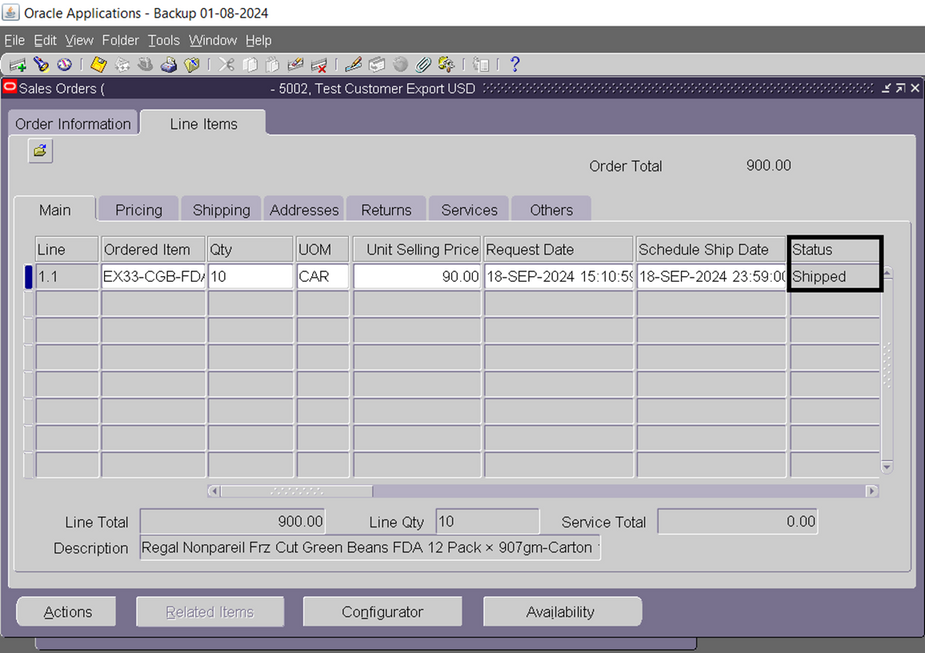 Oracle Applications - Backup 01-08-2024
File Edit View Folder Tools Window Help
Sales Orders ( - 5002, Test Customer Export USD
Order Information Line Items
Order Total 900.00
Main Pricing Shipping Addresses Returns Services Others
Line Ordered Item Qty UOM Unit Selling Price Request Date Schedule Ship Date Status
1.1 EX33-CGB-FDA 10 CAR 90.00 18-SEP-2024 15:10:59 18-SEP-2024 23:59:00 Shipped
Line Total 900.00 Line Qty 10 Service Total 0.00
Description Regal Nonpareil Frz Cut Green Beans FDA 12 Pack × 907gm-Carton
Actions Related Items Configurator Availability